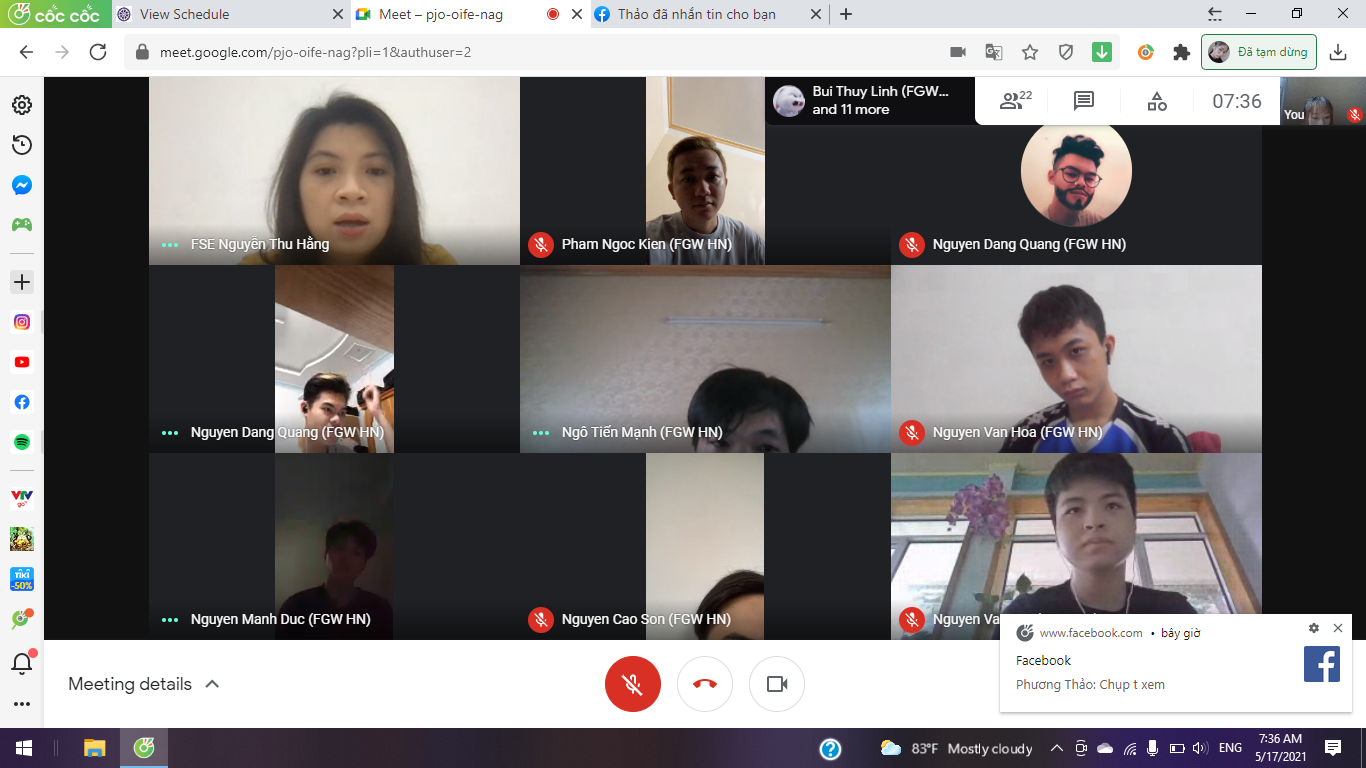 cốc cốc
View Schedule
Meet – pjo-oife-nag
Thảo đã nhắn tin cho bạn
meet.google.com/pjo-oife-nag?pli=1&authuser=2
Đã tạm dừng
Bui Thuy Linh (FGW...
and 11 more
22
07:36
You
FSE Nguyễn Thu Hằng
Pham Ngoc Kien (FGW HN)
Nguyen Dang Quang (FGW HN)
Nguyen Dang Quang (FGW HN)
Ngô Tiến Mạnh (FGW HN)
Nguyen Van Hoa (FGW HN)
Nguyen Manh Duc (FGW HN)
Nguyen Cao Son (FGW HN)
Nguyen Va
VTV
go
TIKI
-50%
www.facebook.com • bây giờ
Facebook
Phương Thảo: Chụp t xem
Meeting details
83°F Mostly cloudy
ENG
7:36 AM
5/17/2021